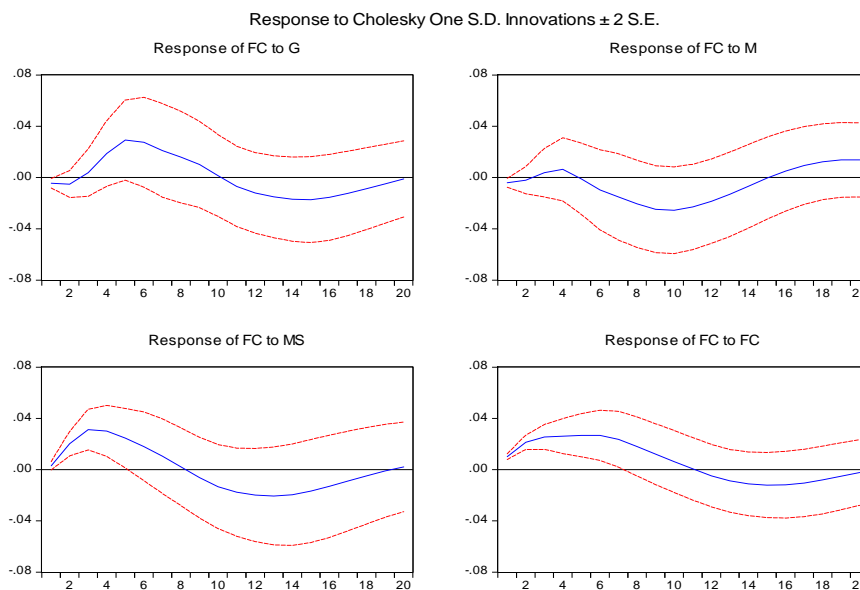 Response to Cholesky One S.D. Innovations ± 2 S.E.
Response of FC to G
.08
.04
.00
-.04
-.08
2 4 6 8 10 12 14 16 18 20
Response of FC to M
.08
.04
.00
-.04
-.08
2 4 6 8 10 12 14 16 18 2
Response of FC to MS
.08
.04
.00
-.04
-.08
2 4 6 8 10 12 14 16 18 20
Response of FC to FC
.08
.04
.00
-.04
-.08
2 4 6 8 10 12 14 16 18 2